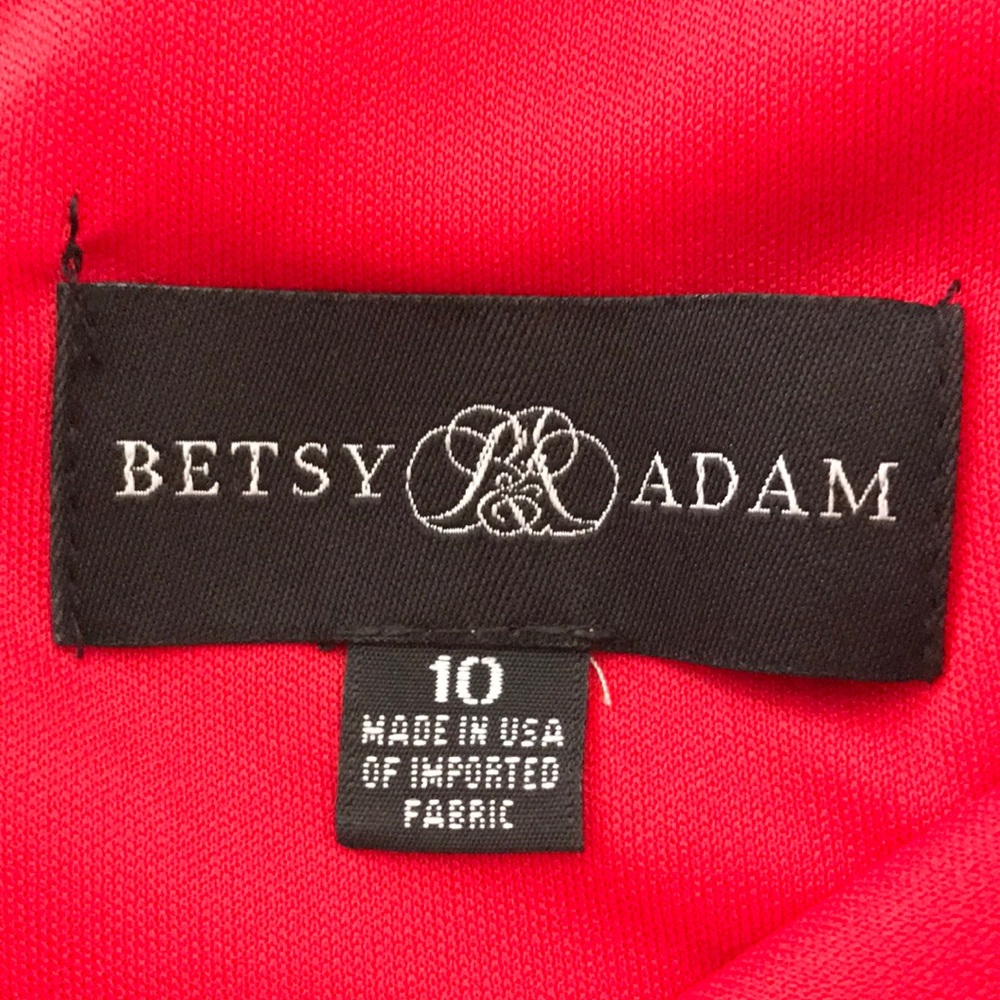 BETSY B&A ADAM
10
MADE IN USA
OF IMPORTED
FABRIC